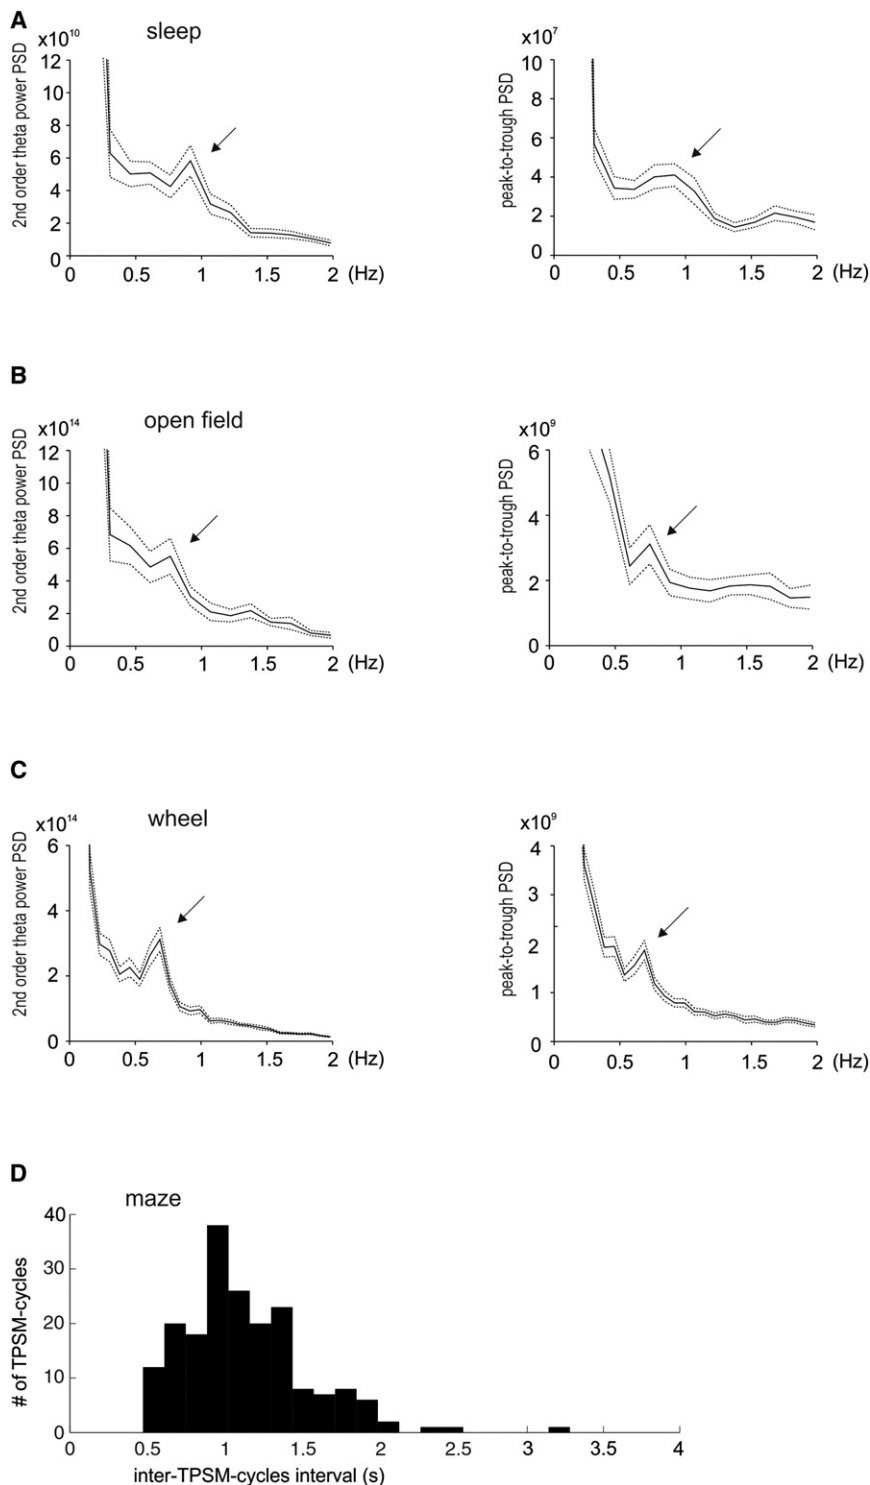 A
sleep
x10^10
2nd order theta power PSD
12
10
8
6
4
2
0
0 0.5 1 1.5 2 (Hz)
x10^7
peak-to-trough PSD
10
8
6
4
2
0
0 0.5 1 1.5 2 (Hz)
B
open field
x10^14
2nd order theta power PSD
12
10
8
6
4
2
0
0 0.5 1 1.5 2 (Hz)
x10^9
peak-to-trough PSD
6
4
2
0
0 0.5 1 1.5 2 (Hz)
C
wheel
x10^14
2nd order theta power PSD
6
4
2
0
0 0.5 1 1.5 2 (Hz)
x10^9
peak-to-trough PSD
4
3
2
1
0
0 0.5 1 1.5 2 (Hz)
D
maze
# of TPSM-cycles
40
30
20
10
0
0 0.5 1 1.5 2 2.5 3 3.5 4
inter-TPSM-cycles interval (s)